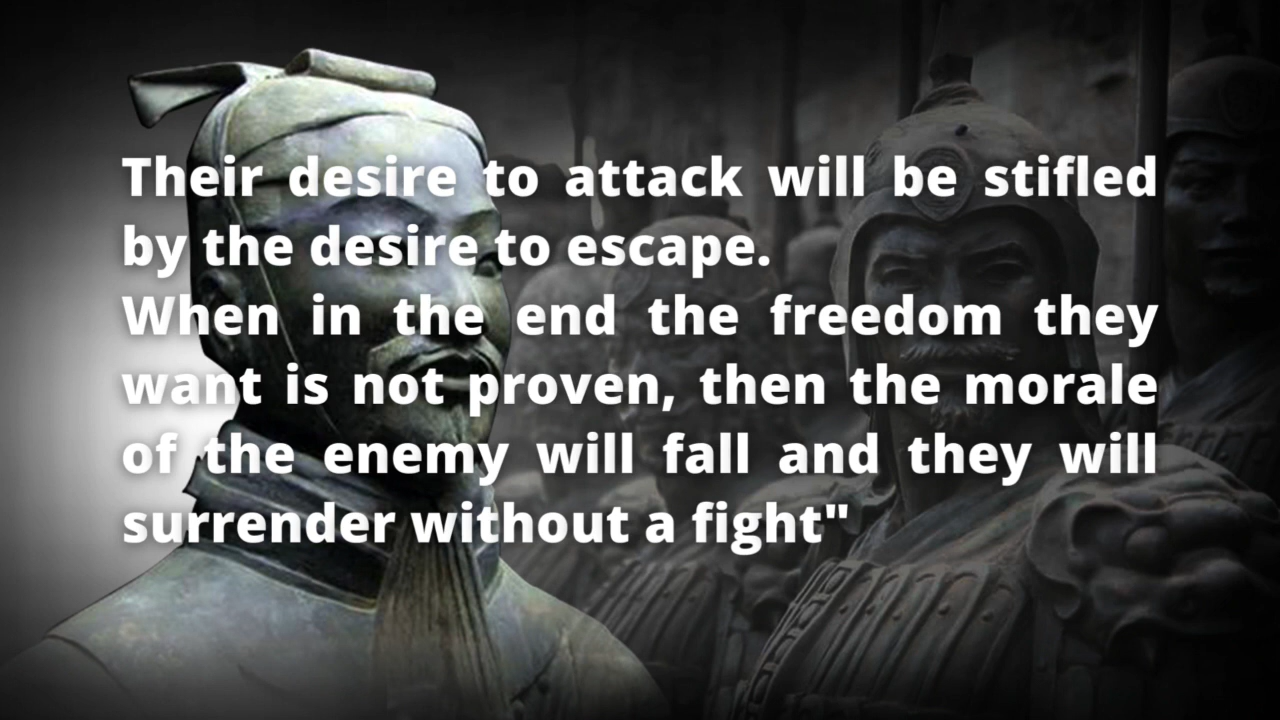 Their desire to attack will be stifled
by the desire to escape.
When in the end the freedom they
want is not proven, then the morale
of the enemy will fall and they will
surrender without a fight"